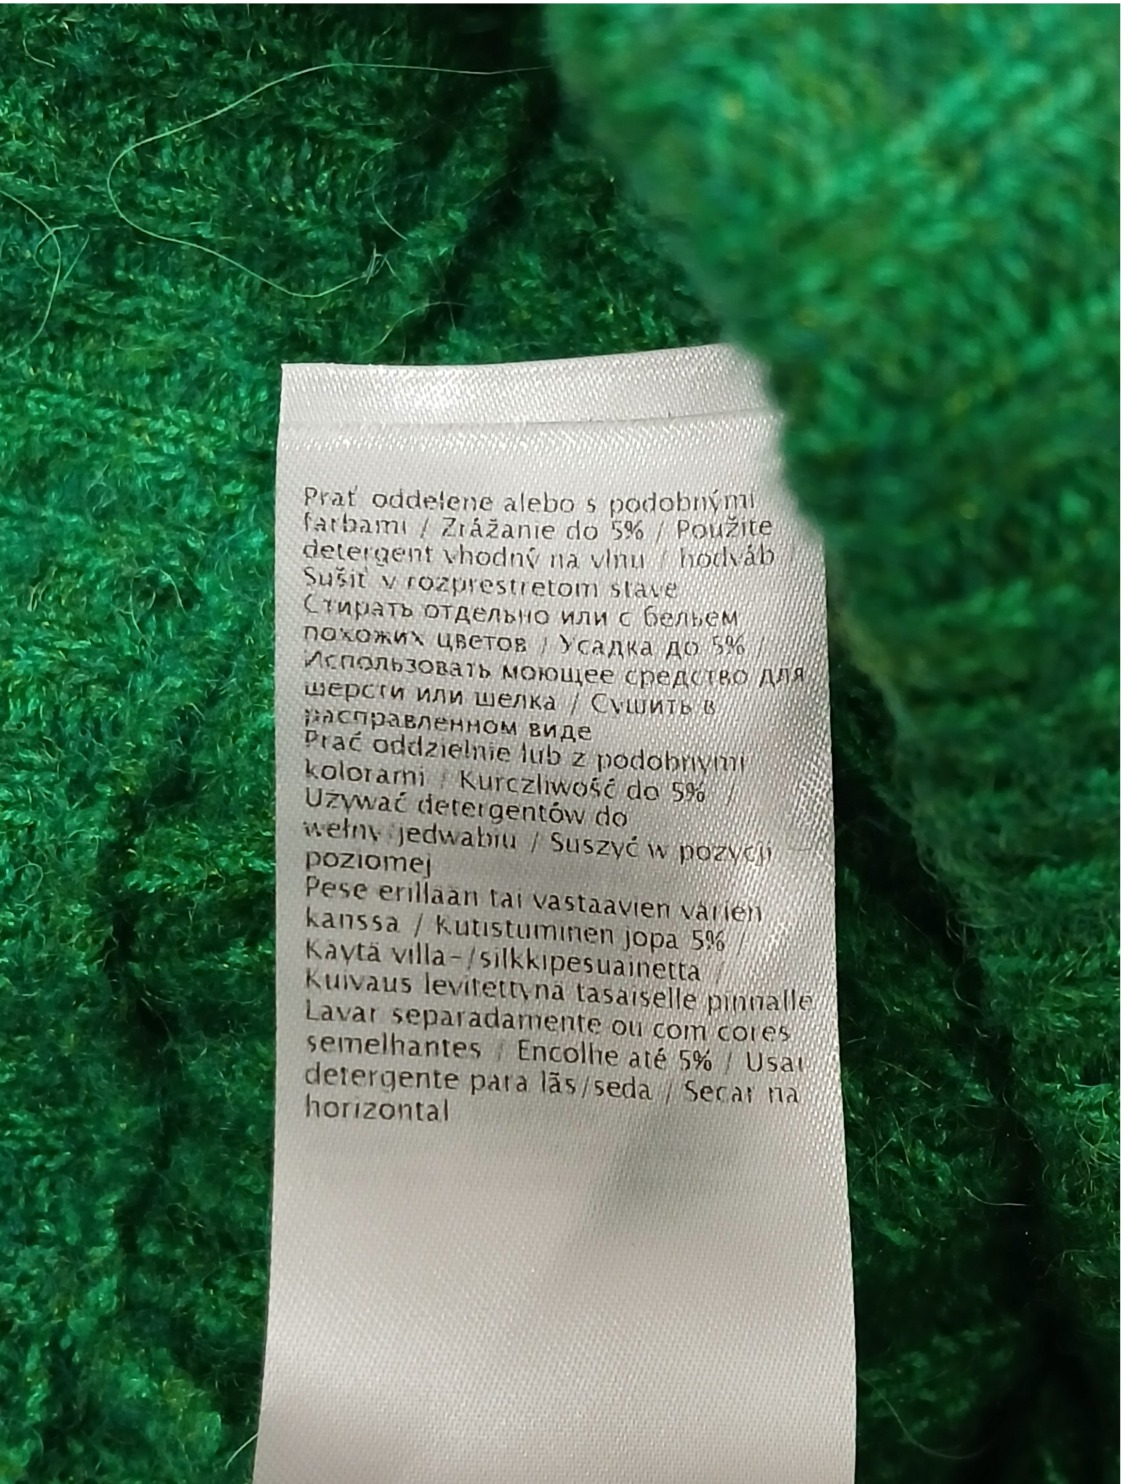 Prať oddelene alebo s podobnými
farbami / Zrážanie do 5% / Použite
detergent vhodný na vlnu / hodváb /
Sušiť v rozprestretom stave
Стирать отдельно или с бельем
похожих цветов / Усадка до 5% /
Использовать моющее средство для
шерсти или шелка / Сушить в
расправленном виде
Prać oddzielnie lub z podobnymi
kolorami / Kurczliwość do 5% /
Używać detergentów do
wełny/jedwabiu / Suszyć w pozycji
poziomej
Pese erillään tai vastaavien värien
kanssa / Kutistuminen jopa 5% /
Käytä villa-/silkkipesuainetta /
Kuivaus levitettynä tasaiselle pinnalle
Lavar separadamente ou com cores
semelhantes / Encolhe até 5% / Usar
detergente para lãs/seda / Secar na
horizontal